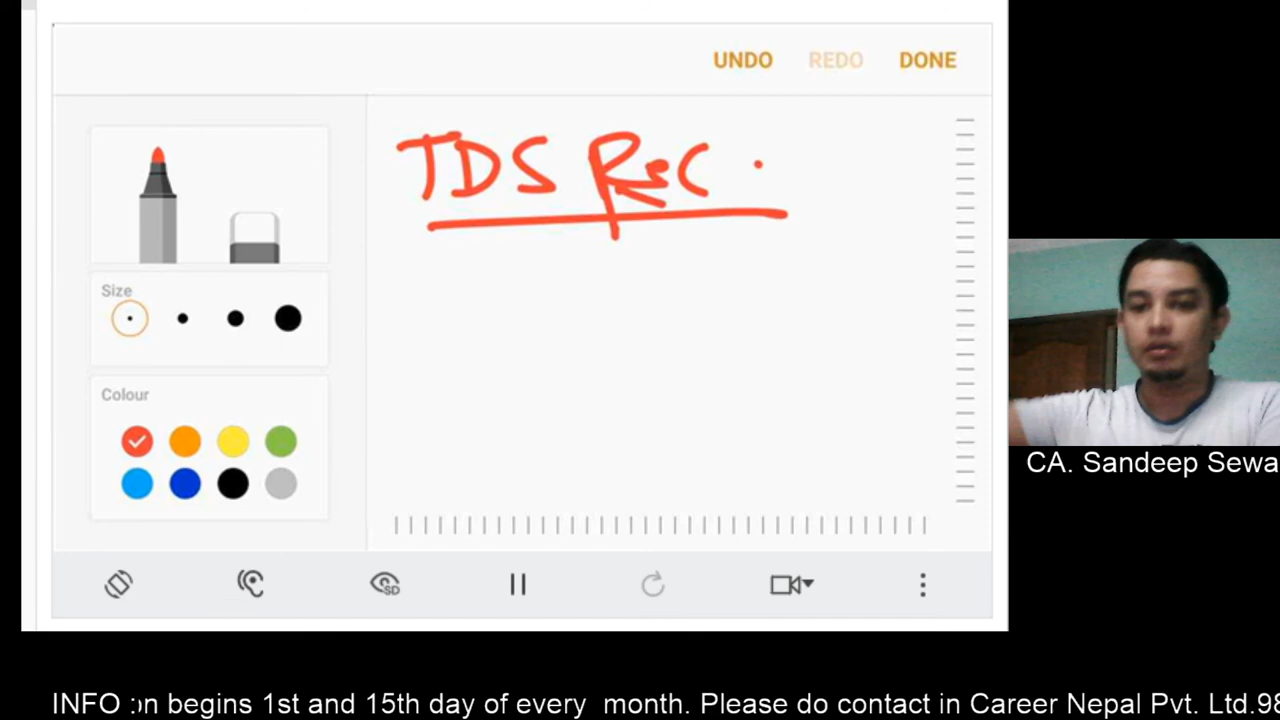 UNDO REDO DONE
TDS Rec.
Size
Colour
SD
CA. Sandeep Sewa
INFO :on begins 1st and 15th day of every month. Please do contact in Career Nepal Pvt. Ltd.98